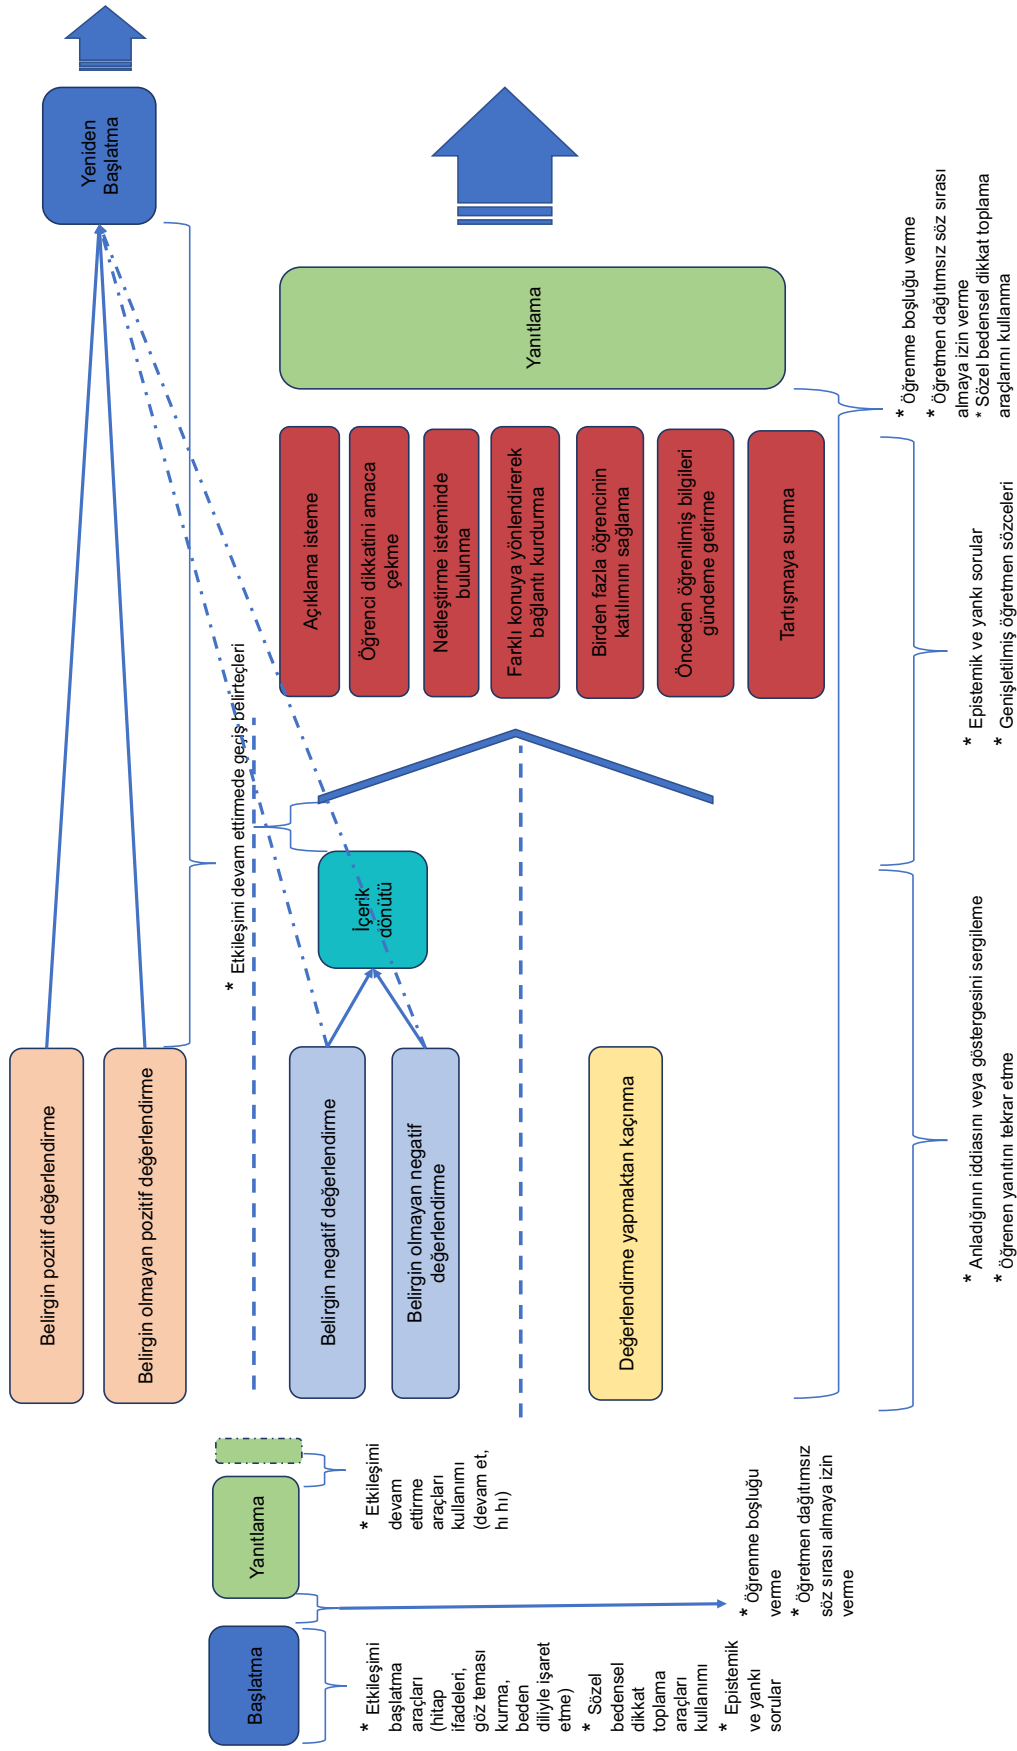 Başlatma
* Etkileşimi
başlatma
araçları
(hitap
ifadeleri,
göz teması
kurma,
beden
diliyle işaret
etme)
* Sözel
bedensel
dikkat
toplama
araçları
kullanımı
* Epistemik
ve yankı
sorular
Yanıtlama
* Öğrenme boşluğu
verme
* Öğretmen dağıtımsız
söz sırası almaya izin
verme
* Etkileşimi
devam
ettirme
araçları
kullanımı
(devam et,
hı hı)
Belirgin pozitif değerlendirme
Belirgin olmayan pozitif değerlendirme
Belirgin negatif değerlendirme
Belirgin olmayan negatif
değerlendirme
Değerlendirme yapmaktan kaçınma
* Anladığının iddiasını veya göstergesini sergileme
* Öğrenen yanıtını tekrar etme
* Etkileşimi devam ettirmede geçiş belirteçleri
İçerik
dönütü
Açıklama isteme
Öğrenci dikkatini amaca
çekme
Netleştirme isteminde
bulunma
Farklı konuya yönlendirerek
bağlantı kurdurma
Birden fazla öğrencinin
katılımını sağlama
Önceden öğrenilmiş bilgileri
gündeme getirme
Tartışmaya sunma
* Epistemik ve yankı sorular
* Genişletilmiş öğretmen sözceleri
Yanıtlama
* Öğrenme boşluğu verme
* Öğretmen dağıtımsız söz sırası
almaya izin verme
* Sözel bedensel dikkat toplama
araçlarını kullanma
Yeniden
Başlatma